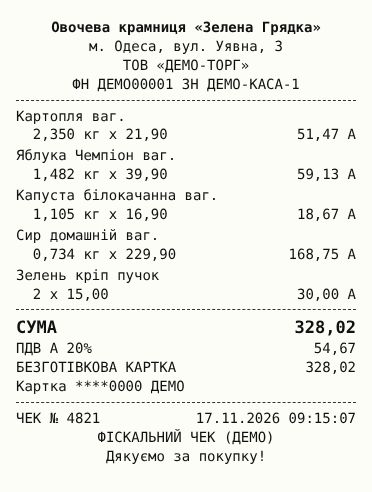 Овочева крамниця «Зелена Грядка»
м. Одеса, вул. Уявна, 3
ТОВ «ДЕМО-ТОРГ»
ФН ДЕМО00001 ЗН ДЕМО-КАСА-1
Картопля ваг.
2,350 кг х 21,90 51,47 А
Яблука Чемпіон ваг.
1,482 кг х 39,90 59,13 А
Капуста білокачанна ваг.
1,105 кг х 16,90 18,67 А
Сир домашній ваг.
0,734 кг х 229,90 168,75 А
Зелень кріп пучок
2 х 15,00 30,00 А
СУМА 328,02
ПДВ А 20% 54,67
БЕЗГОТІВКОВА КАРТКА 328,02
Картка ****0000 ДЕМО
ЧЕК № 4821 17.11.2026 09:15:07
ФІСКАЛЬНИЙ ЧЕК (ДЕМО)
Дякуємо за покупку!